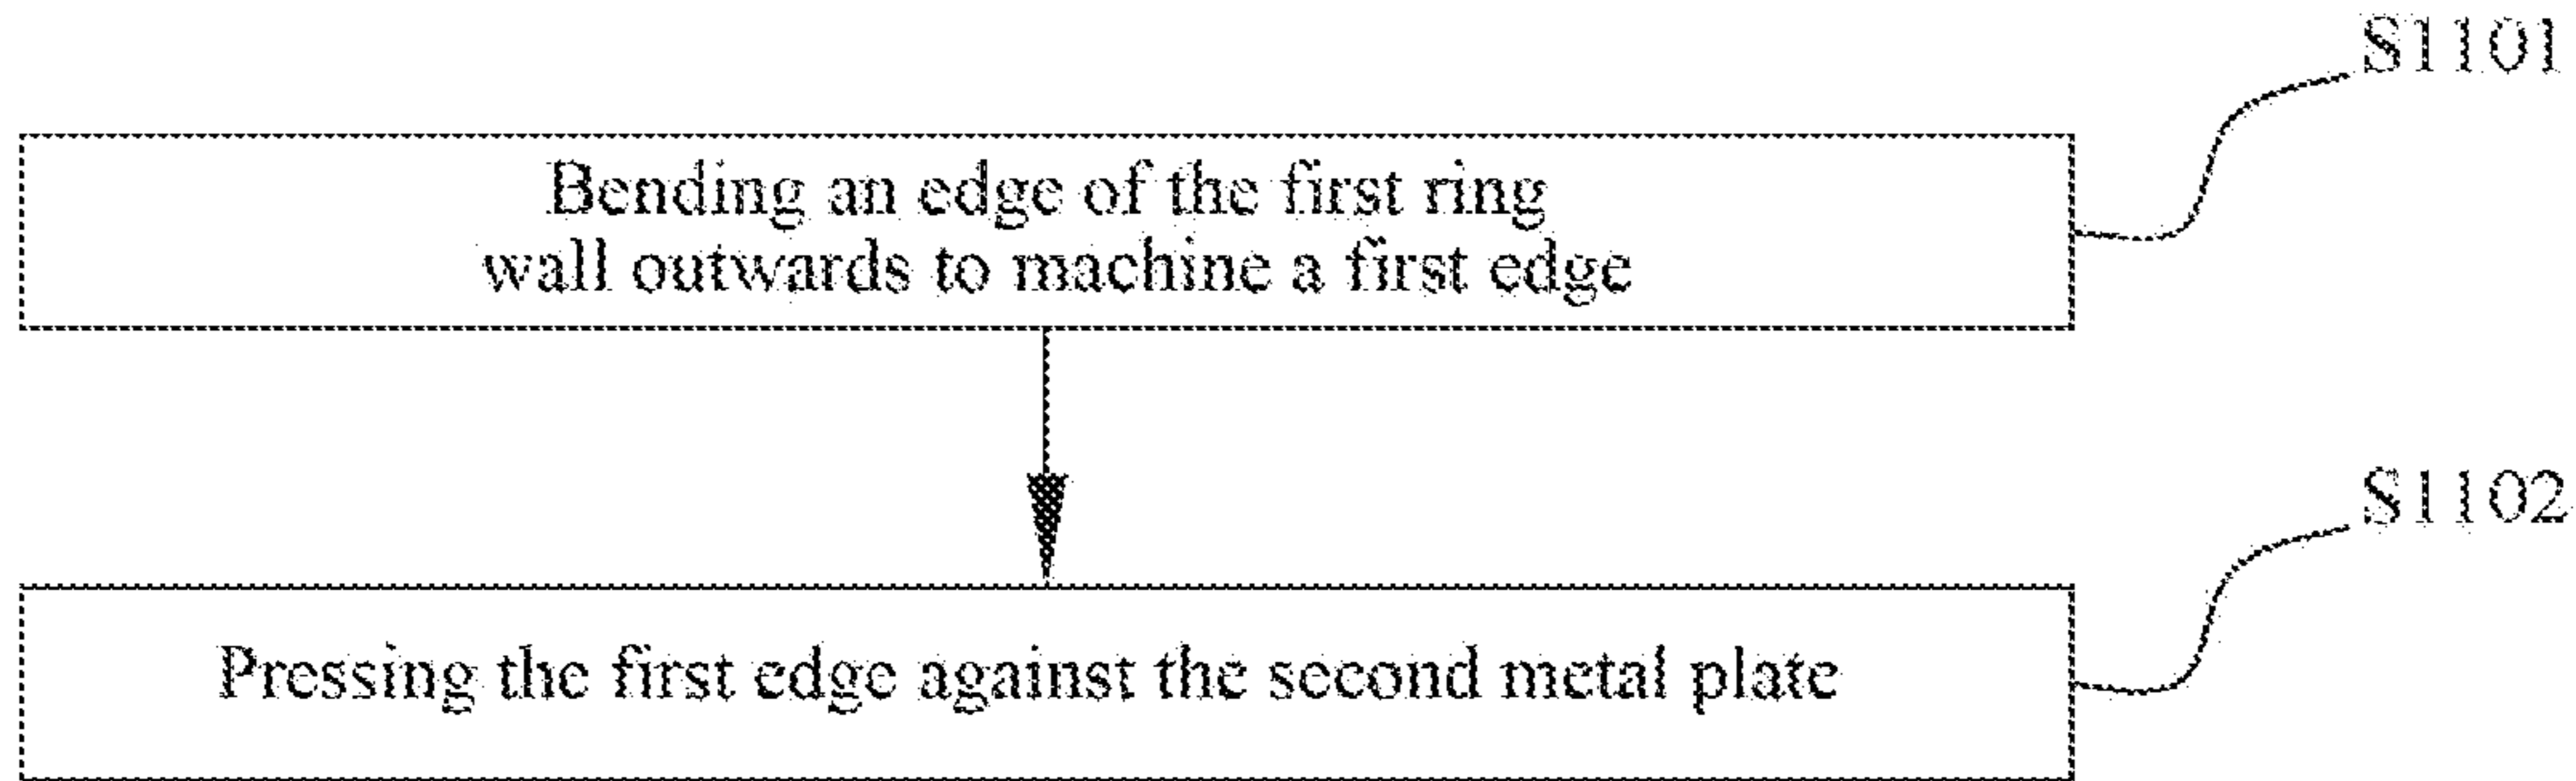 S1101
Bending an edge of the first ring
wall outwards to machine a first edge
S1102
Pressing the first edge against the second metal plate